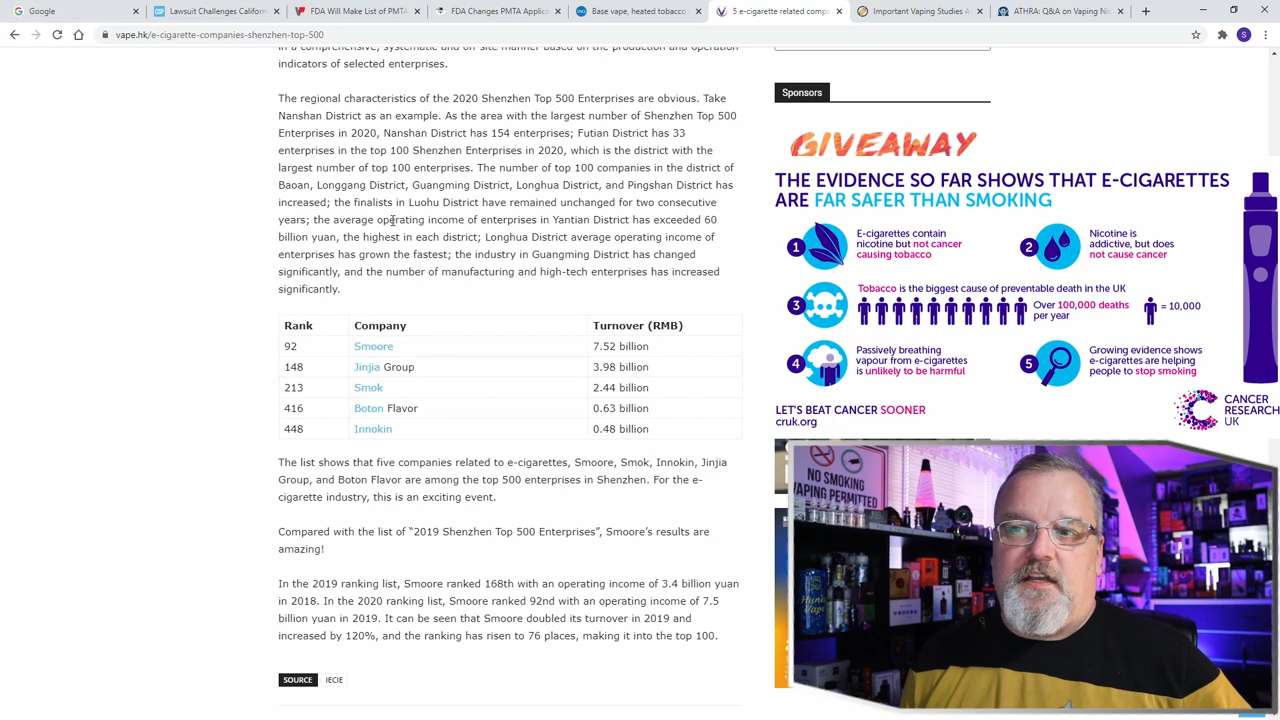 Google
Lawsuit Challenges Californ
FDA Will Make List of PMTA
FDA Changes PMTA Applica
Base vape, heated tobacco
5 e-cigarette related comp
Important Vaping Studies A
ATHRA: Q&A on Vaping Nic
vape.hk/e-cigarette-companies-shenzhen-top-500
S
in a comprehensive, systematic and on-site manner based on the production and operation
indicators of selected enterprises.
The regional characteristics of the 2020 Shenzhen Top 500 Enterprises are obvious. Take
Nanshan District as an example. As the area with the largest number of Shenzhen Top 500
Enterprises in 2020, Nanshan District has 154 enterprises; Futian District has 33
enterprises in the top 100 Shenzhen Enterprises in 2020, which is the district with the
largest number of top 100 enterprises. The number of top 100 companies in the district of
Baoan, Longgang District, Guangming District, Longhua District, and Pingshan District has
increased; the finalists in Luohu District have remained unchanged for two consecutive
years; the average operating income of enterprises in Yantian District has exceeded 60
billion yuan, the highest in each district; Longhua District average operating income of
enterprises has grown the fastest; the industry in Guangming District has changed
significantly, and the number of manufacturing and high-tech enterprises has increased
significantly.
Rank Company Turnover (RMB)
92 Smoore 7.52 billion
148 Jinjia Group 3.98 billion
213 Smok 2.44 billion
416 Boton Flavor 0.63 billion
448 Innokin 0.48 billion
The list shows that five companies related to e-cigarettes, Smoore, Smok, Innokin, Jinjia
Group, and Boton Flavor are among the top 500 enterprises in Shenzhen. For the e-
cigarette industry, this is an exciting event.
Compared with the list of “2019 Shenzhen Top 500 Enterprises”, Smoore’s results are
amazing!
In the 2019 ranking list, Smoore ranked 168th with an operating income of 3.4 billion yuan
in 2018. In the 2020 ranking list, Smoore ranked 92nd with an operating income of 7.5
billion yuan in 2019. It can be seen that Smoore doubled its turnover in 2019 and
increased by 120%, and the ranking has risen to 76 places, making it into the top 100.
SOURCE IECIE
Sponsors
GIVEAWAY
THE EVIDENCE SO FAR SHOWS THAT E-CIGARETTES
ARE FAR SAFER THAN SMOKING
1
E-cigarettes contain
nicotine but not cancer
causing tobacco
2
Nicotine is
addictive, but does
not cause cancer
3
Tobacco is the biggest cause of preventable death in the UK
Over 100,000 deaths
per year
= 10,000
4
Passively breathing
vapour from e-cigarettes
is unlikely to be harmful
5
Growing evidence shows
e-cigarettes are helping
people to stop smoking
LET'S BEAT CANCER SOONER
cruk.org
CANCER
RESEARCH
UK
NO SMOKING
VAPING PERMITTED